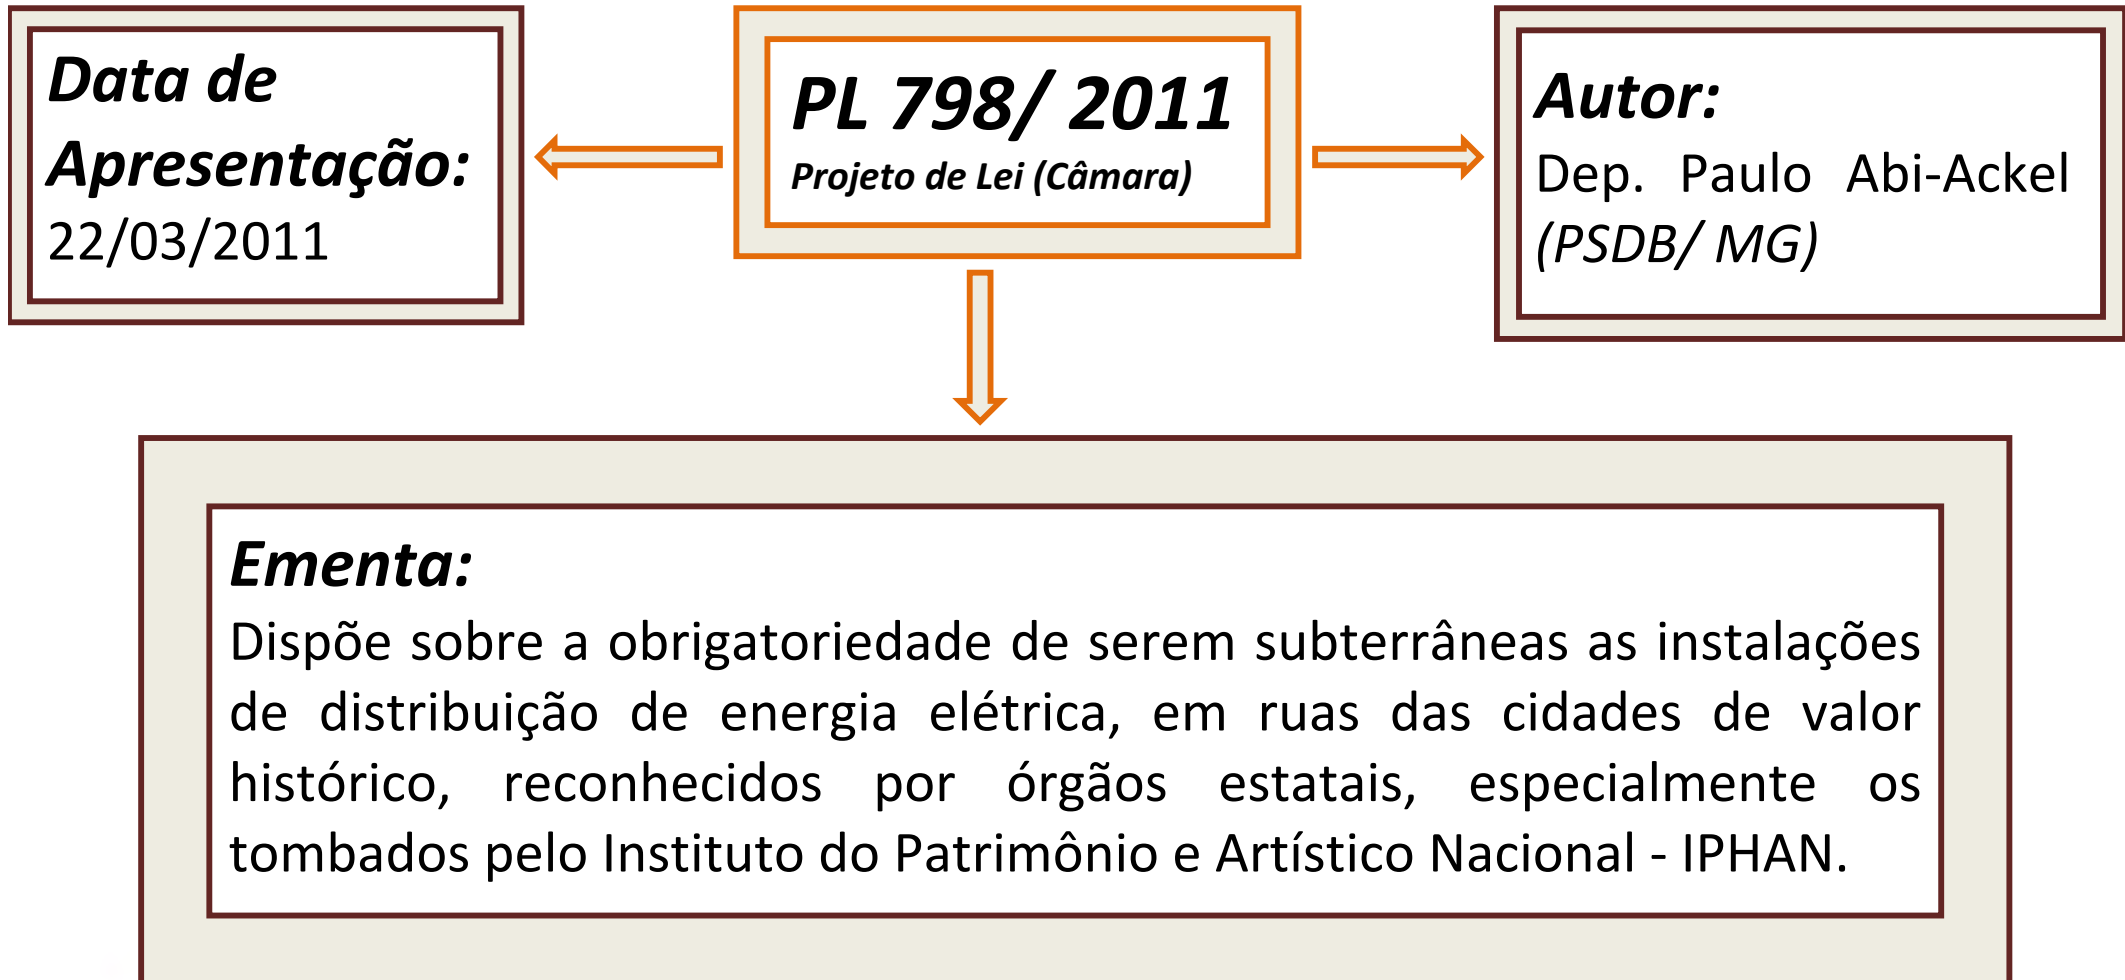 Data de
Apresentação:
22/03/2011
PL 798/ 2011
Projeto de Lei (Câmara)
Autor:
Dep. Paulo Abi-Ackel
(PSDB/ MG)
Ementa:
Dispõe sobre a obrigatoriedade de serem subterrâneas as instalações
de distribuição de energia elétrica, em ruas das cidades de valor
histórico, reconhecidos por órgãos estatais, especialmente os
tombados pelo Instituto do Patrimônio e Artístico Nacional - IPHAN.